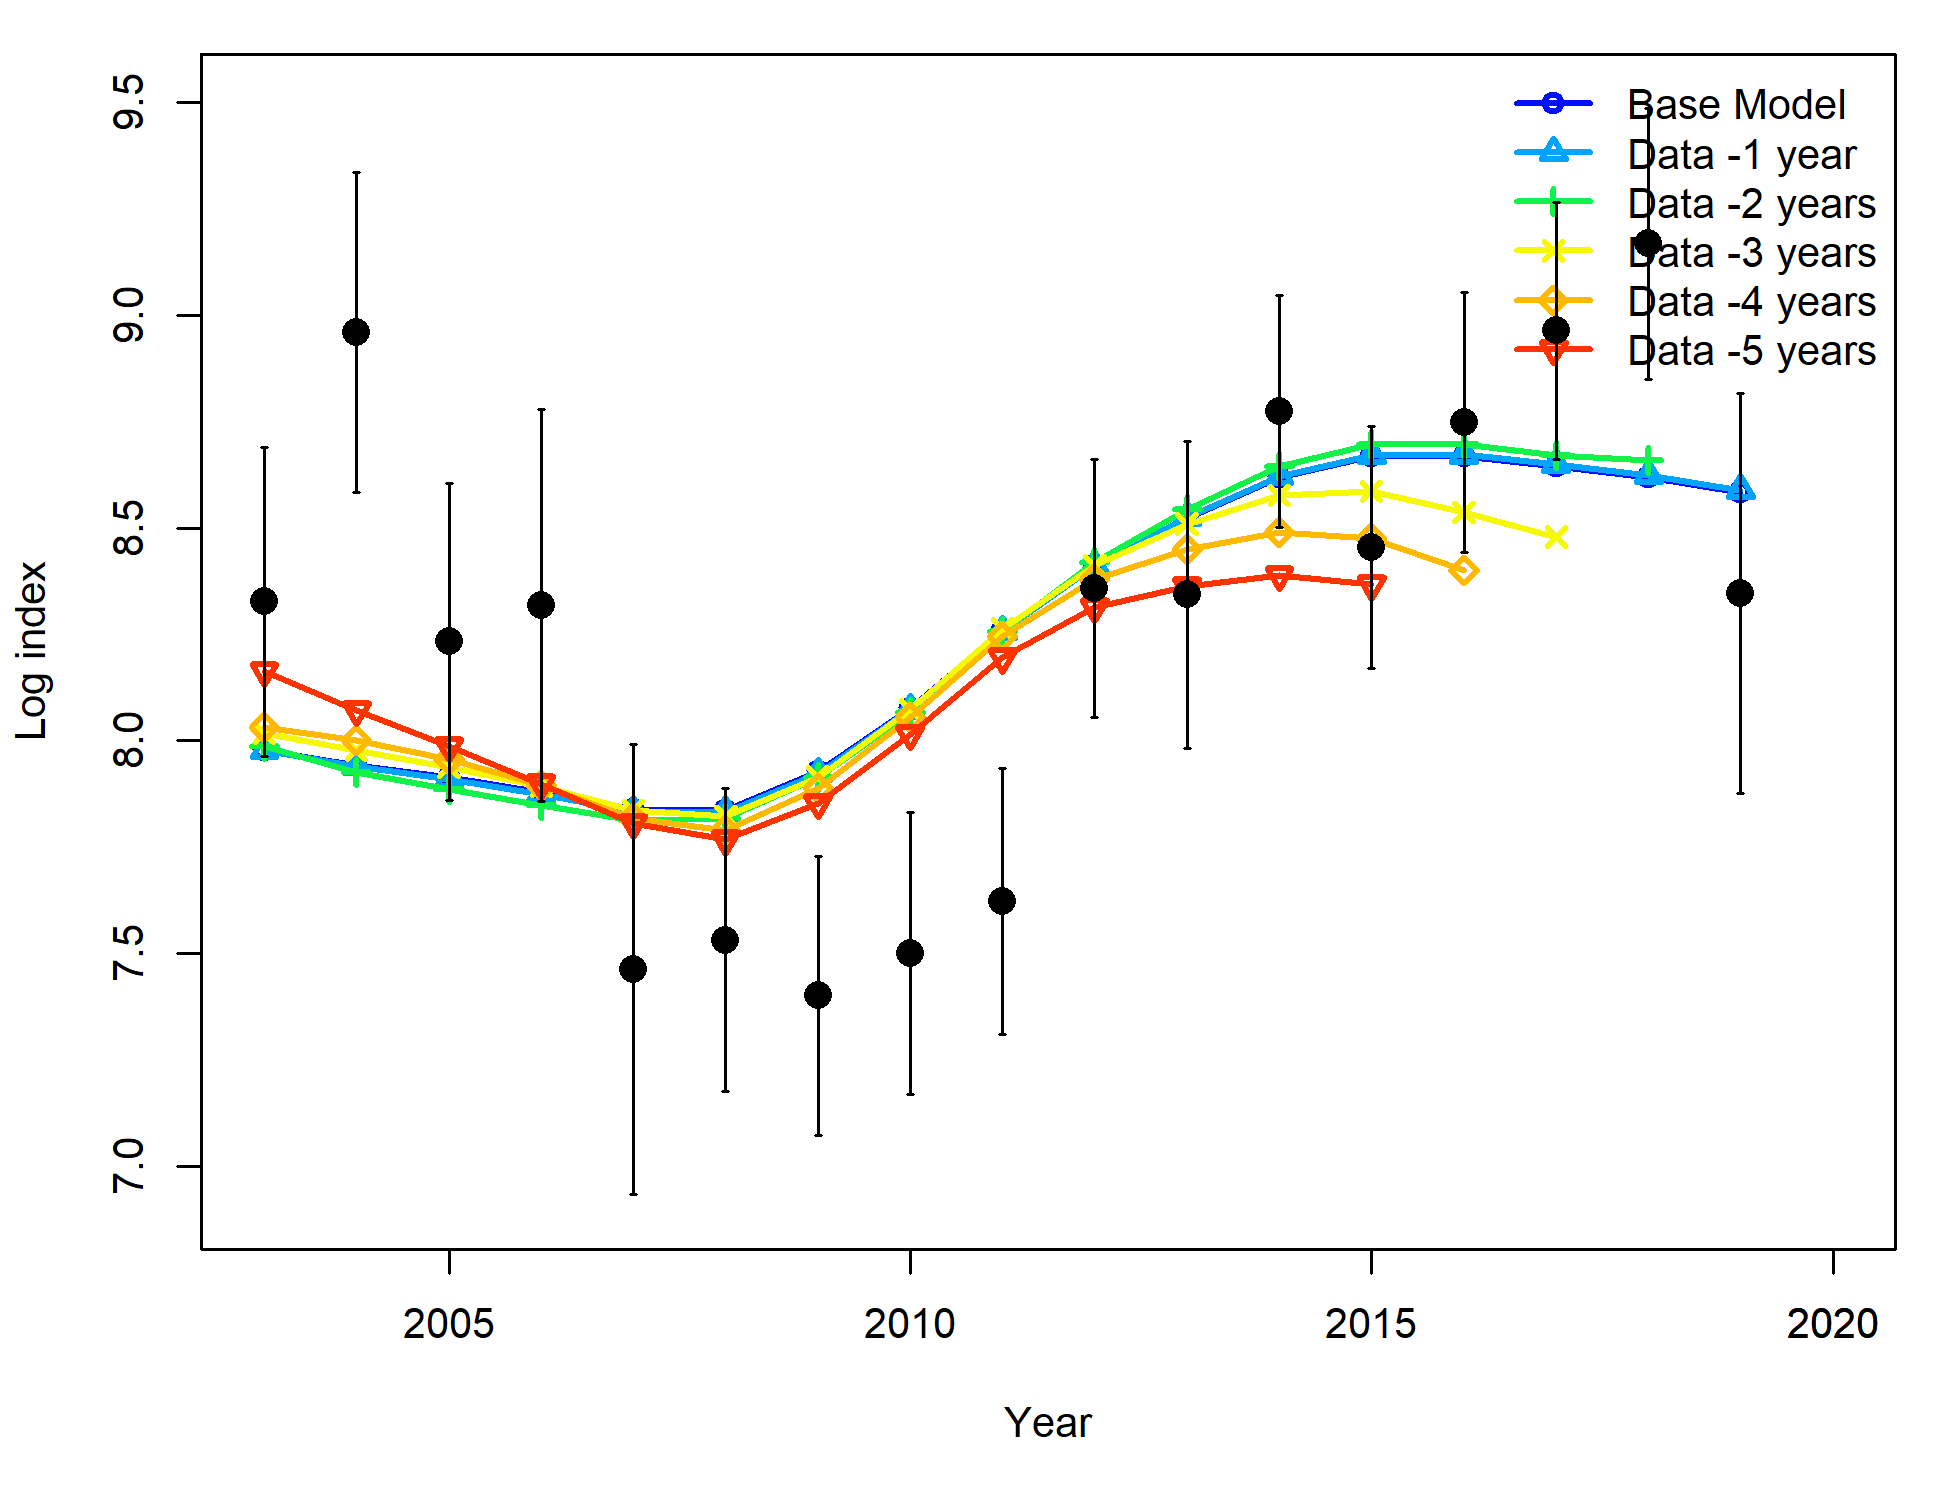 9.5
9.0
8.5
8.0
7.5
7.0
Log index
Base Model
Data -1 year
Data -2 years
Data -3 years
Data -4 years
Data -5 years
2005 2010 2015 2020
Year